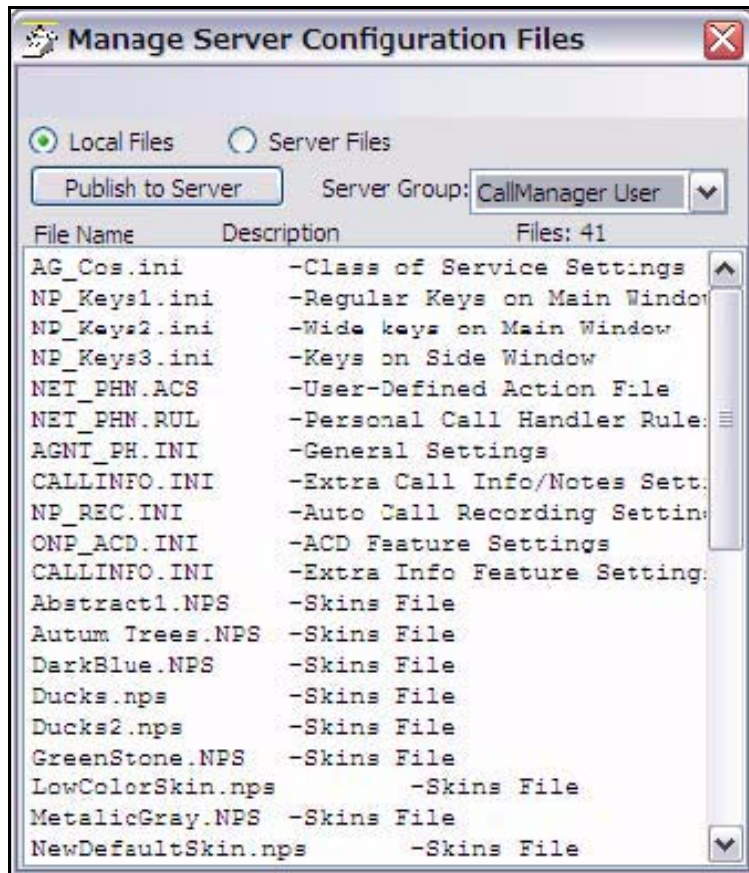 Manage Server Configuration Files
Local Files Server Files
Publish to Server Server Group: CallManager User
File Name Description Files: 41
AG_Cos.ini -Class of Service Settings
NP_Keys1.ini -Regular Keys on Main Window
NP_Keys2.ini -Wide keys on Main Window
NP_Keys3.ini -Keys on Side Window
NET_PHN.ACS -User-Defined Action File
NET_PHN.RUL -Personal Call Handler Rule
AGNT_PH.INI -General Settings
CALLINFO.INI -Extra Call Info/Notes Sett
NP_REC.INI -Auto Call Recording Settin
ONP_ACD.INI -ACD Feature Settings
CALLINFO.INI -Extra Info Feature Setting
Abstract1.NPS -Skins File
Autum Trees.NPS -Skins File
DarkBlue.NPS -Skins File
Ducks.nps -Skins File
Ducks2.nps -Skins File
GreenStone.NPS -Skins File
LowColorSkin.nps -Skins File
MetalicGray.NPS -Skins File
NewDefaultSkin.nps -Skins File